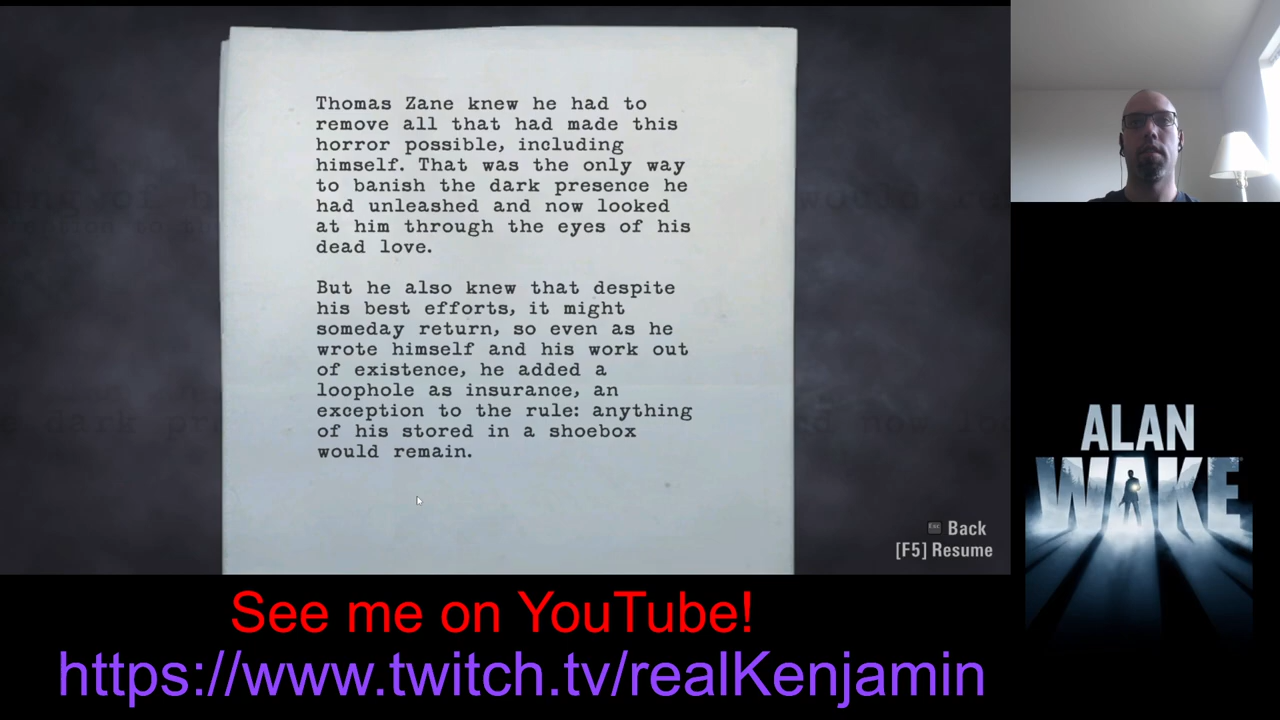 Thomas Zane knew he had to
remove all that had made this
horror possible, including
himself. That was the only way
to banish the dark presence he
had unleashed and now looked
at him through the eyes of his
dead love.
But he also knew that despite
his best efforts, it might
someday return, so even as he
wrote himself and his work out
of existence, he added a
loophole as insurance, an
exception to the rule: anything
of his stored in a shoebox
would remain.
Esc Back
[F5] Resume
ALAN
WAKE
See me on YouTube!
https://www.twitch.tv/realKenjamin